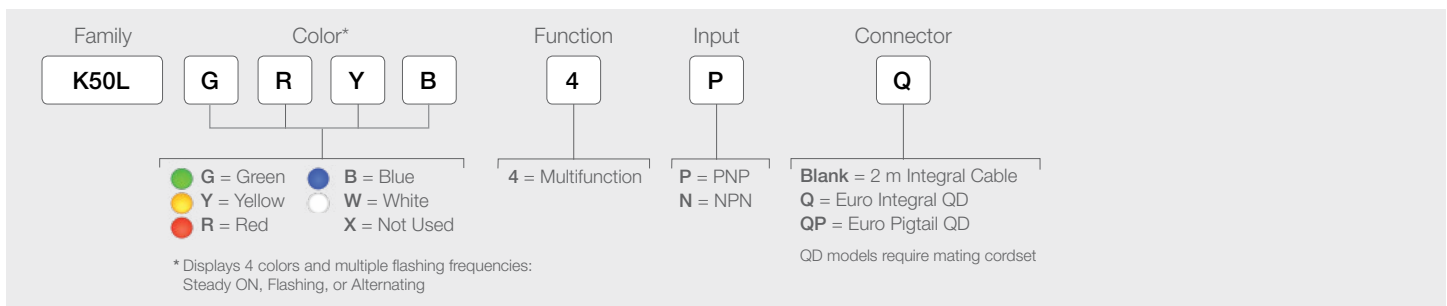 Family Color* Function Input Connector
K50L G R Y B 4 P Q
G = Green B = Blue 4 = Multifunction P = PNP Blank = 2 m Integral Cable
Y = Yellow W = White N = NPN Q = Euro Integral QD
R = Red X = Not Used QP = Euro Pigtail QD
QD models require mating cordset
* Displays 4 colors and multiple flashing frequencies:
Steady ON, Flashing, or Alternating